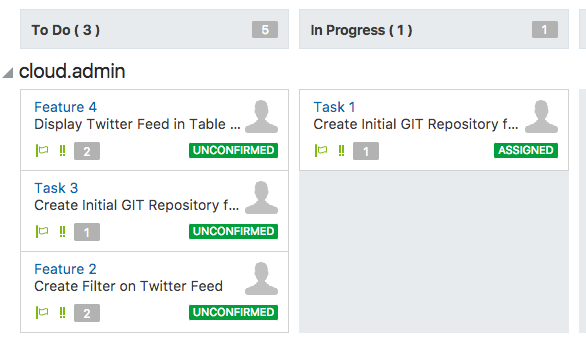 To Do ( 3 ) 5
In Progress ( 1 ) 1
cloud.admin
Feature 4
Display Twitter Feed in Table ...
!! 2 UNCONFIRMED
Task 3
Create Initial GIT Repository f...
!! 1 UNCONFIRMED
Feature 2
Create Filter on Twitter Feed
!! 2 UNCONFIRMED
Task 1
Create Initial GIT Repository f...
!! 1 ASSIGNED